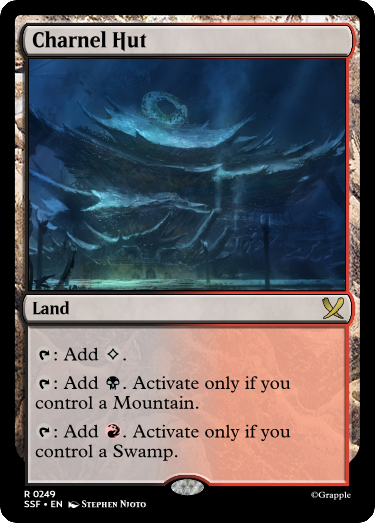 Charnel Hut
Land
: Add .
: Add . Activate only if you
control a Mountain.
: Add . Activate only if you
control a Swamp.
R 0249
SSF • EN Stephen Nioto
©Grapple